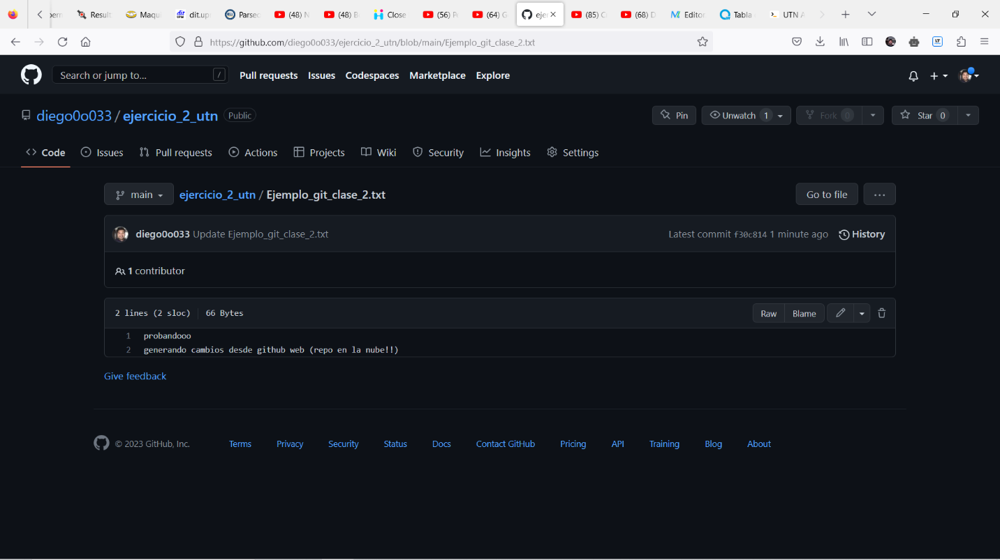 Result
Maqu
dit.up
Parsec
(48) N
(48) B
Close
(56) P
(64) G
eje
(85) C
(68) D
Editor
Tabla
UTN A
https://github.com/diego0o033/ejercicio_2_utn/blob/main/Ejemplo_git_clase_2.txt
Search or jump to... /
Pull requests Issues Codespaces Marketplace Explore
diego0o033 / ejercicio_2_utn Public
Pin Unwatch 1 Fork 0 Star 0
Code Issues Pull requests Actions Projects Wiki Security Insights Settings
main ejercicio_2_utn / Ejemplo_git_clase_2.txt Go to file ...
diego0o033 Update Ejemplo_git_clase_2.txt Latest commit f30c814 1 minute ago History
1 contributor
2 lines (2 sloc) 66 Bytes Raw Blame
1 probandooo
2 generando cambios desde github web (repo en la nube!!)
Give feedback
© 2023 GitHub, Inc. Terms Privacy Security Status Docs Contact GitHub Pricing API Training Blog About